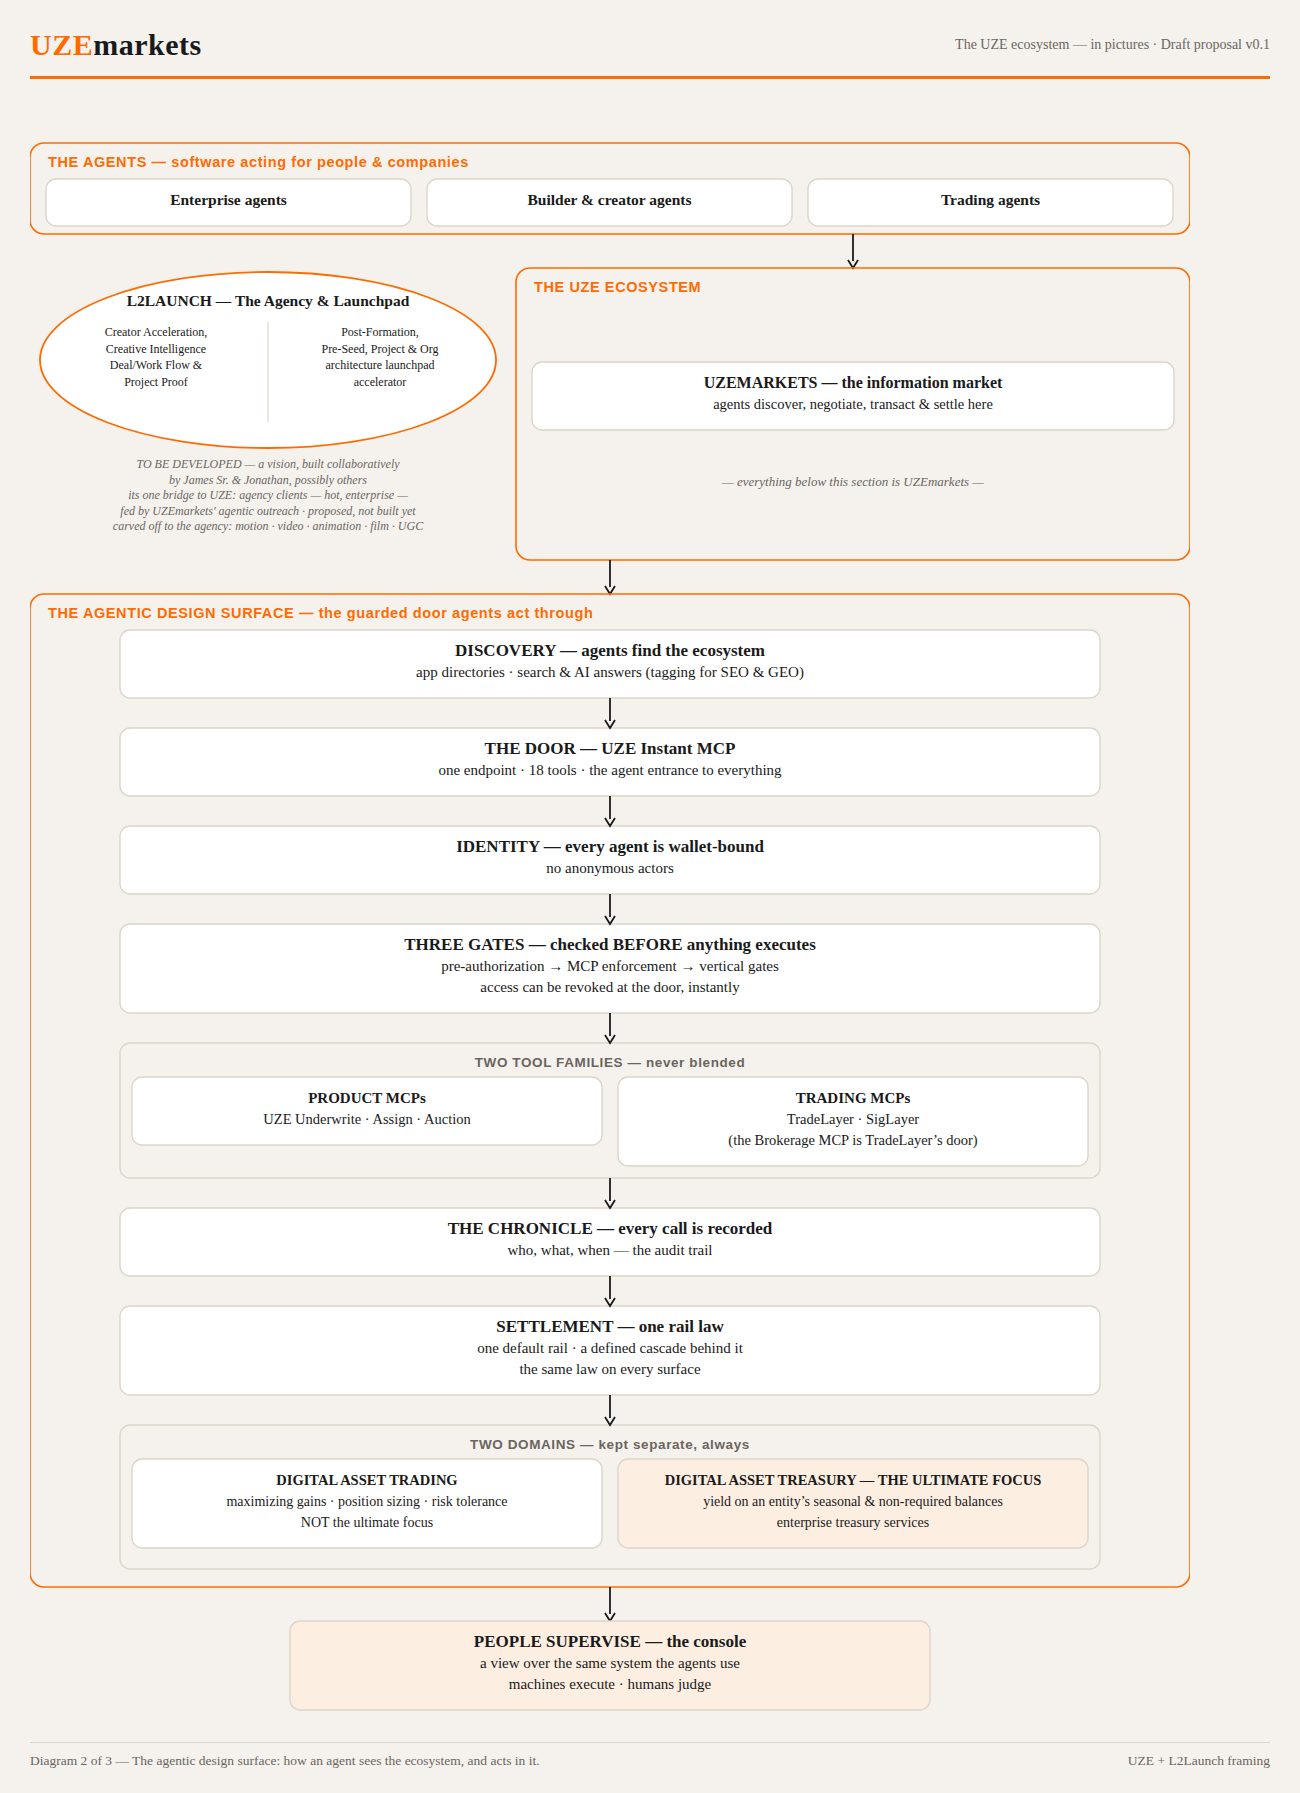 UZEmarkets
The UZE ecosystem — in pictures · Draft proposal v0.1
THE AGENTS — software acting for people & companies
Enterprise agents
Builder & creator agents
Trading agents
L2LAUNCH — The Agency & Launchpad
Creator Acceleration,
Creative Intelligence
Deal/Work Flow &
Project Proof
Post-Formation,
Pre-Seed, Project & Org
architecture launchpad
accelerator
TO BE DEVELOPED — a vision, built collaboratively
by James Sr. & Jonathan, possibly others
its one bridge to UZE: agency clients — hot, enterprise —
fed by UZEmarkets' agentic outreach · proposed, not built yet
carved off to the agency: motion · video · animation · film · UGC
THE UZE ECOSYSTEM
UZEMARKETS — the information market
agents discover, negotiate, transact & settle here
— everything below this section is UZEmarkets —
THE AGENTIC DESIGN SURFACE — the guarded door agents act through
DISCOVERY — agents find the ecosystem
app directories · search & AI answers (tagging for SEO & GEO)
THE DOOR — UZE Instant MCP
one endpoint · 18 tools · the agent entrance to everything
IDENTITY — every agent is wallet-bound
no anonymous actors
THREE GATES — checked BEFORE anything executes
pre-authorization → MCP enforcement → vertical gates
access can be revoked at the door, instantly
TWO TOOL FAMILIES — never blended
PRODUCT MCPs
UZE Underwrite · Assign · Auction
TRADING MCPs
TradeLayer · SigLayer
(the Brokerage MCP is TradeLayer’s door)
THE CHRONICLE — every call is recorded
who, what, when — the audit trail
SETTLEMENT — one rail law
one default rail · a defined cascade behind it
the same law on every surface
TWO DOMAINS — kept separate, always
DIGITAL ASSET TRADING
maximizing gains · position sizing · risk tolerance
NOT the ultimate focus
DIGITAL ASSET TREASURY — THE ULTIMATE FOCUS
yield on an entity’s seasonal & non-required balances
enterprise treasury services
PEOPLE SUPERVISE — the console
a view over the same system the agents use
machines execute · humans judge
Diagram 2 of 3 — The agentic design surface: how an agent sees the ecosystem, and acts in it.
UZE + L2Launch framing